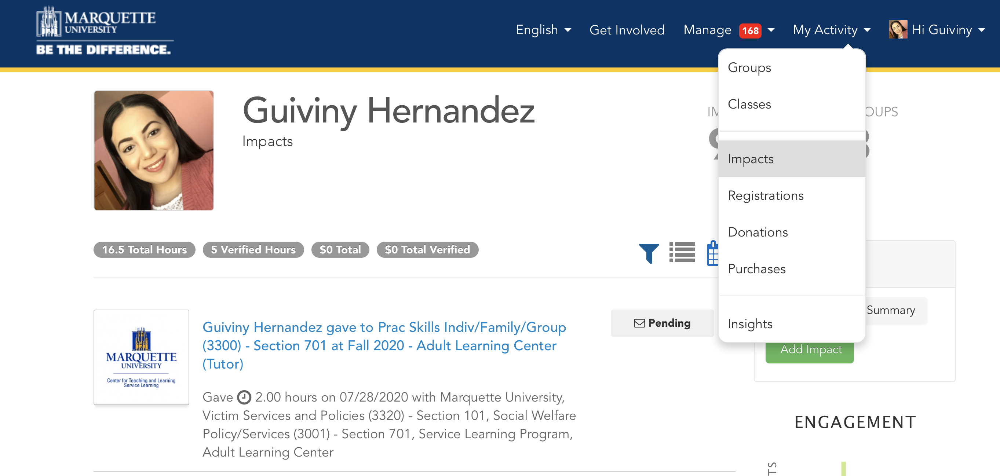 MARQUETTE
UNIVERSITY
BE THE DIFFERENCE.
English
Get Involved
Manage 168
My Activity
Hi Guiviny
Groups
Classes
Impacts
Registrations
Donations
Purchases
Insights
Guiviny Hernandez
Impacts
16.5 Total Hours
5 Verified Hours
$0 Total
$0 Total Verified
MARQUETTE
UNIVERSITY
Center for Teaching and Learning
Service Learning
Guiviny Hernandez gave to Prac Skills Indiv/Family/Group
(3300) - Section 701 at Fall 2020 - Adult Learning Center
(Tutor)
Pending
Gave 2.00 hours on 07/28/2020 with Marquette University,
Victim Services and Policies (3320) - Section 101, Social Welfare
Policy/Services (3001) - Section 701, Service Learning Program,
Adult Learning Center
Summary
Add Impact
ENGAGEMENT